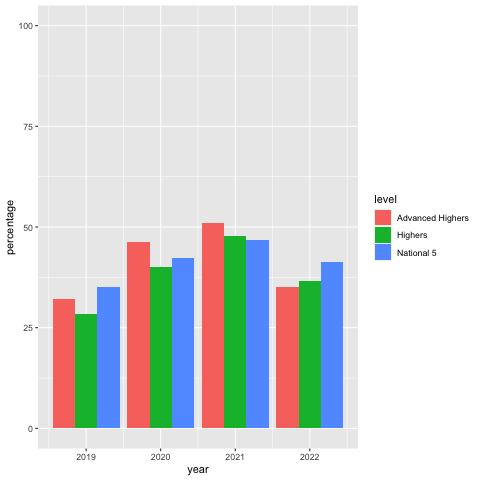 100
75
50
25
0
percentage
2019 2020 2021 2022
year
level
Advanced Highers
Highers
National 5